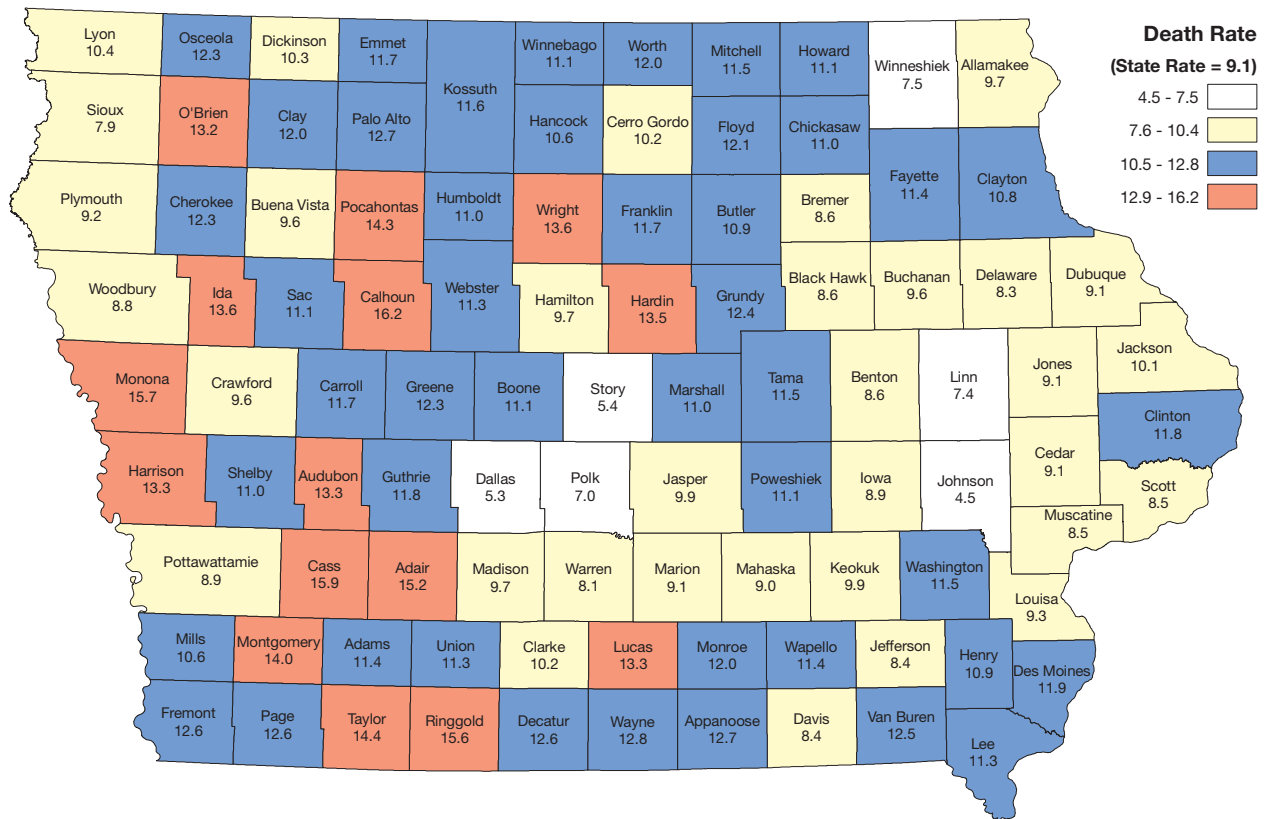 Death Rate
(State Rate = 9.1)
4.5 - 7.5
7.6 - 10.4
10.5 - 12.8
12.9 - 16.2
Lyon
10.4
Osceola
12.3
Dickinson
10.3
Emmet
11.7
Kossuth
11.6
Winnebago
11.1
Worth
12.0
Mitchell
11.5
Howard
11.1
Winneshiek
7.5
Allamakee
9.7
Sioux
7.9
O'Brien
13.2
Clay
12.0
Palo Alto
12.7
Hancock
10.6
Cerro Gordo
10.2
Floyd
12.1
Chickasaw
11.0
Fayette
11.4
Clayton
10.8
Plymouth
9.2
Cherokee
12.3
Buena Vista
9.6
Pocahontas
14.3
Humboldt
11.0
Wright
13.6
Franklin
11.7
Butler
10.9
Bremer
8.6
Woodbury
8.8
Ida
13.6
Sac
11.1
Calhoun
16.2
Webster
11.3
Hamilton
9.7
Hardin
13.5
Grundy
12.4
Black Hawk
8.6
Buchanan
9.6
Delaware
8.3
Dubuque
9.1
Monona
15.7
Crawford
9.6
Carroll
11.7
Greene
12.3
Boone
11.1
Story
5.4
Marshall
11.0
Tama
11.5
Benton
8.6
Linn
7.4
Jones
9.1
Jackson
10.1
Clinton
11.8
Harrison
13.3
Shelby
11.0
Audubon
13.3
Guthrie
11.8
Dallas
5.3
Polk
7.0
Jasper
9.9
Poweshiek
11.1
Iowa
8.9
Johnson
4.5
Cedar
9.1
Scott
8.5
Muscatine
8.5
Pottawattamie
8.9
Cass
15.9
Adair
15.2
Madison
9.7
Warren
8.1
Marion
9.1
Mahaska
9.0
Keokuk
9.9
Washington
11.5
Louisa
9.3
Mills
10.6
Montgomery
14.0
Adams
11.4
Union
11.3
Clarke
10.2
Lucas
13.3
Monroe
12.0
Wapello
11.4
Jefferson
8.4
Henry
10.9
Des Moines
11.9
Fremont
12.6
Page
12.6
Taylor
14.4
Ringgold
15.6
Decatur
12.6
Wayne
12.8
Appanoose
12.7
Davis
8.4
Van Buren
12.5
Lee
11.3